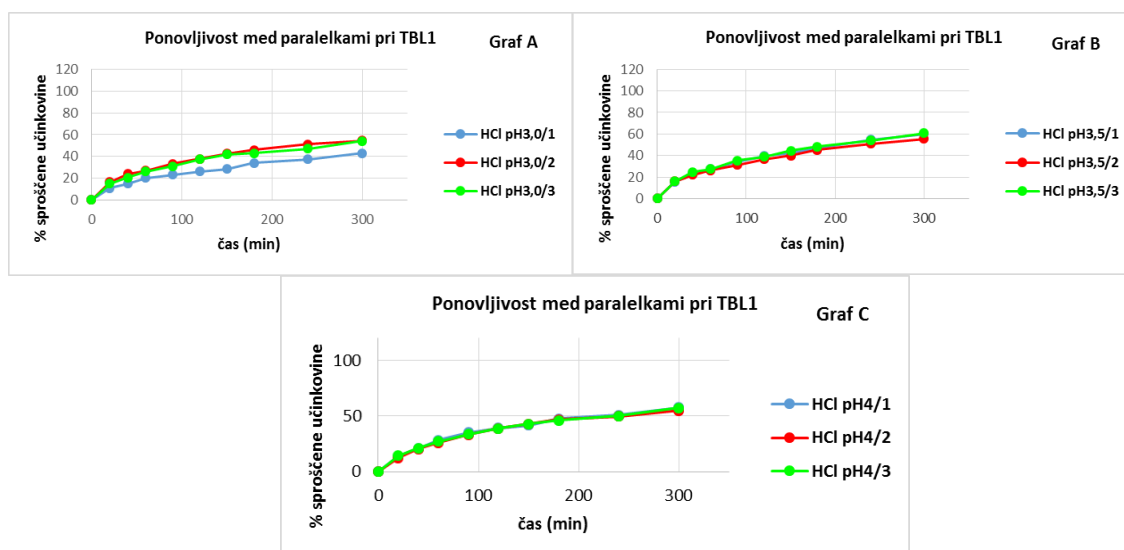 Ponovljivost med paralelkami pri TBL1
Graf A
% sproščene učinkovine
120
100
80
60
40
20
0
0
100
200
300
čas (min)
HCl pH3,0/1
HCl pH3,0/2
HCl pH3,0/3
Ponovljivost med paralelkami pri TBL1
Graf B
% sproščene učinkovine
120
100
80
60
40
20
0
0
100
200
300
čas (min)
HCl pH3,5/1
HCl pH3,5/2
HCl pH3,5/3
Ponovljivost med paralelkami pri TBL1
Graf C
% sproščene učinkovine
100
50
0
0
100
200
300
čas (min)
HCl pH4/1
HCl pH4/2
HCl pH4/3